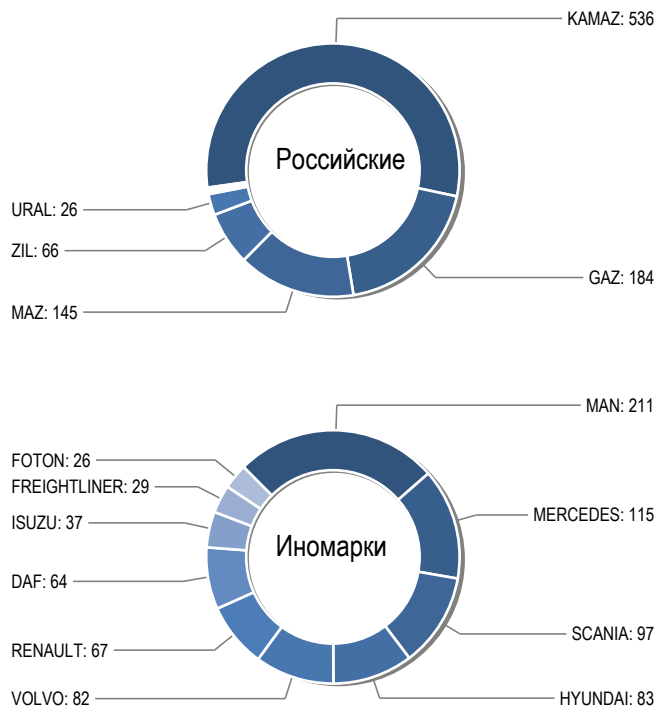 KAMAZ: 536
Российские
URAL: 26
ZIL: 66
GAZ: 184
MAZ: 145
MAN: 211
FOTON: 26
FREIGHTLINER: 29
MERCEDES: 115
ISUZU: 37
Иномарки
DAF: 64
SCANIA: 97
RENAULT: 67
VOLVO: 82
HYUNDAI: 83